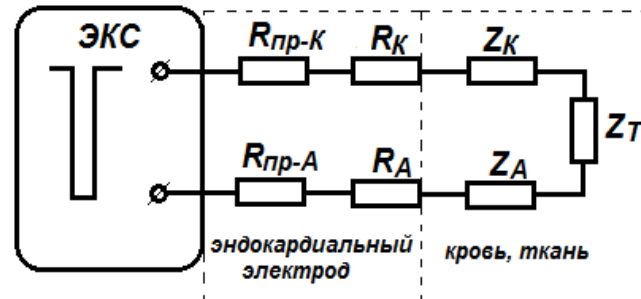 ЭКС
Rпр-К
RК
ZК
ZТ
Rпр-А
RА
ZА
эндокардиальный
электрод
кровь, ткань